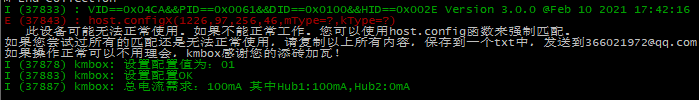 I (37833) : VID==0x04CA&&PID==0x0061&&DID==0x0100&&HID==0x002E Version 3.0.0 @Feb 10 2021 17:42:16
E (37843) : host.configX(1226,97,256,46,mType=?,kType=?)
此设备可能无法正常使用。如果不能正常工作。您可以使用host.config函数来强制匹配。
如果您尝试过所有的匹配还是无法正常使用，请复制以上所有内容，保存到一个txt中，发送到366021972@qq.com
如果操作正常可以不用理会，kmbox感谢您的添砖加瓦！
I (37878) kmbox: 设置配置值为：01
I (37883) kmbox: 设置配置OK
I (37887) kmbox: 总电流需求：100mA 其中Hub1:100mA,Hub2:0mA